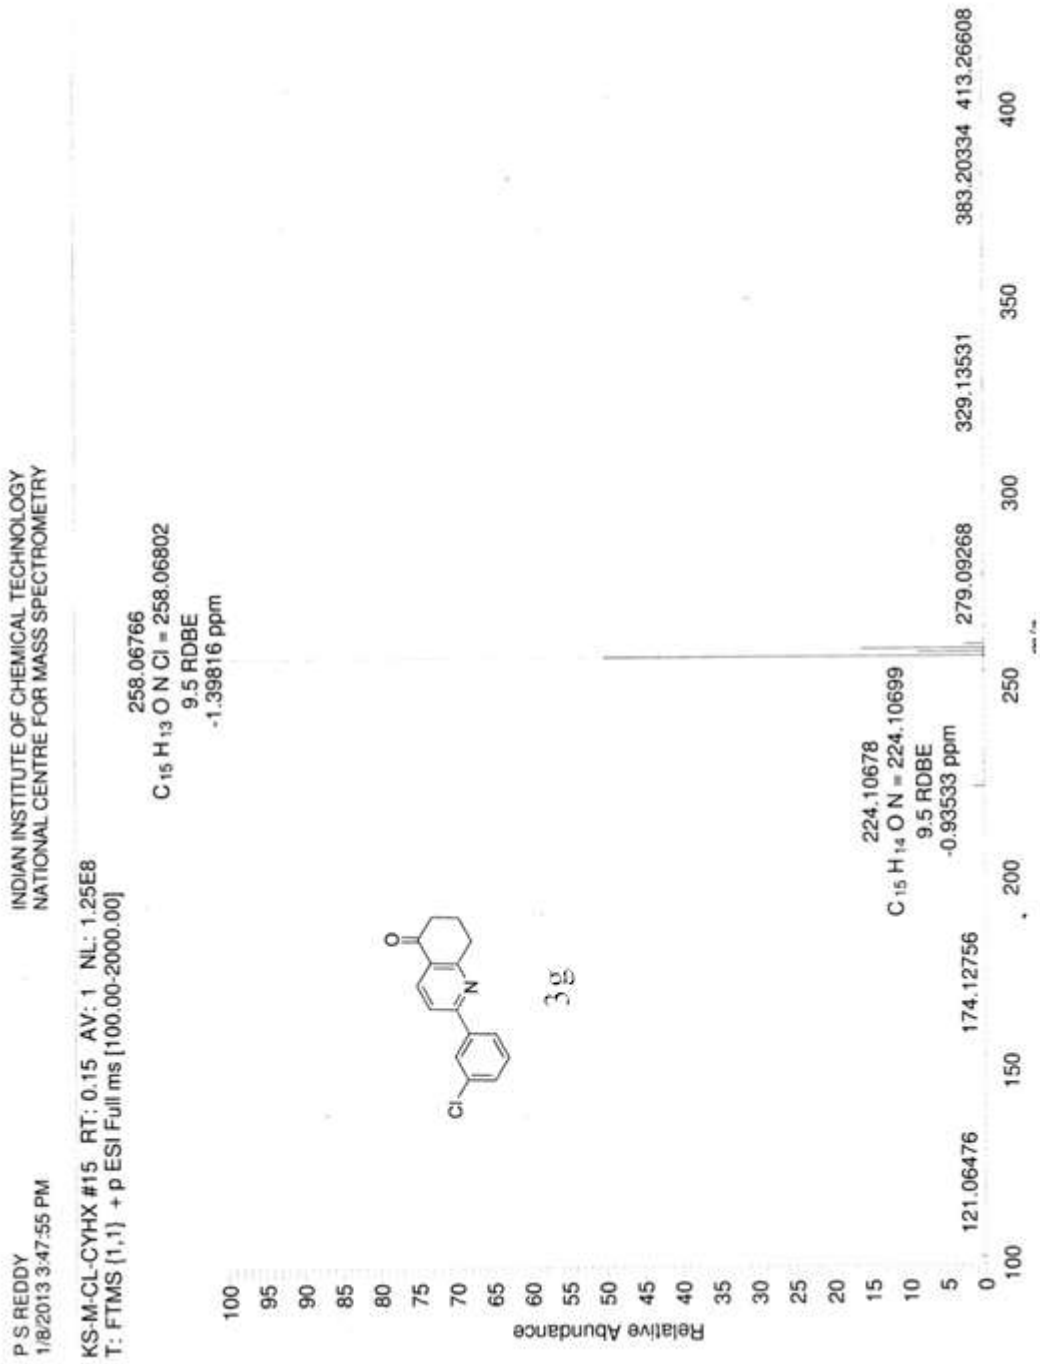 P S REDDY
1/8/2013 3:47:55 PM
INDIAN INSTITUTE OF CHEMICAL TECHNOLOGY
NATIONAL CENTRE FOR MASS SPECTROMETRY
KS-M-CL-CYHX #15 RT: 0.15 AV: 1 NL: 1.25E8
T: FTMS {1,1} + p ESI Full ms [100.00-2000.00]
258.06766
C15 H13 O N Cl = 258.06802
9.5 RDBE
-1.39816 ppm
O
N
Cl
3g
224.10678
C15 H14 O N = 224.10699
9.5 RDBE
-0.93533 ppm
121.06476 174.12756 279.09268 329.13531 383.20334 413.26608
Relative Abundance
100
95
90
85
80
75
70
65
60
55
50
45
40
35
30
25
20
15
10
5
0
100 150 200 250 300 350 400